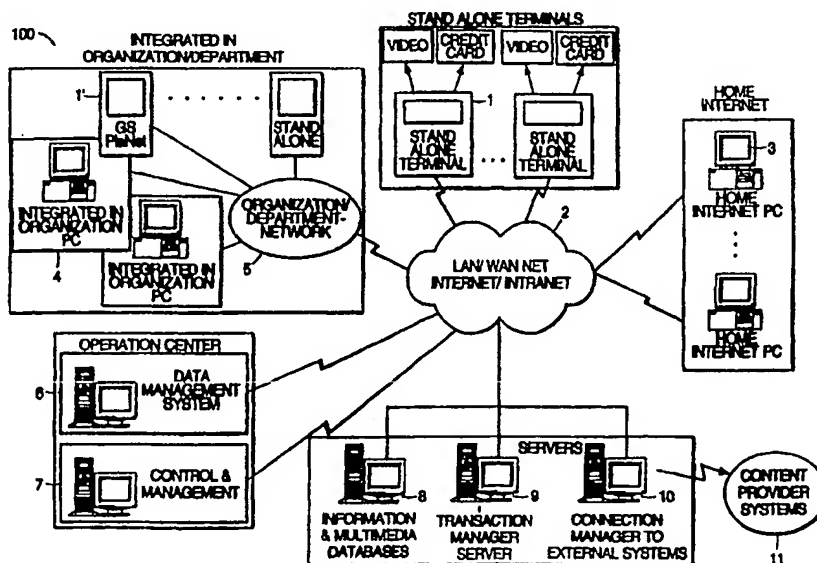 100
INTEGRATED IN
ORGANIZATION/DEPARTMENT
1'
GS
PlaNet
STAND
ALONE
INTEGRATED IN
ORGANIZATION
PC
4
INTEGRATED IN
ORGANIZATION
PC
ORGANIZATION/
DEPARTMENT-
NETWORK
5
STAND ALONE TERMINALS
VIDEO
CREDIT
CARD
VIDEO
CREDIT
CARD
1
STAND
ALONE
TERMINAL
STAND
ALONE
TERMINAL
HOME
INTERNET
3
HOME
INTERNET PC
HOME
INTERNET PC
2
LAN/ WAN NET
INTERNET/ INTRANET
OPERATION CENTER
6
DATA
MANAGEMENT
SYSTEM
7
CONTROL &
MANAGEMENT
SERVERS
8
INFORMATION
& MULTIMEDIA
DATABASES
9
TRANSACTION
MANAGER
SERVER
10
CONNECTION
MANAGER TO
EXTERNAL SYSTEMS
CONTENT
PROVIDER
SYSTEMS
11